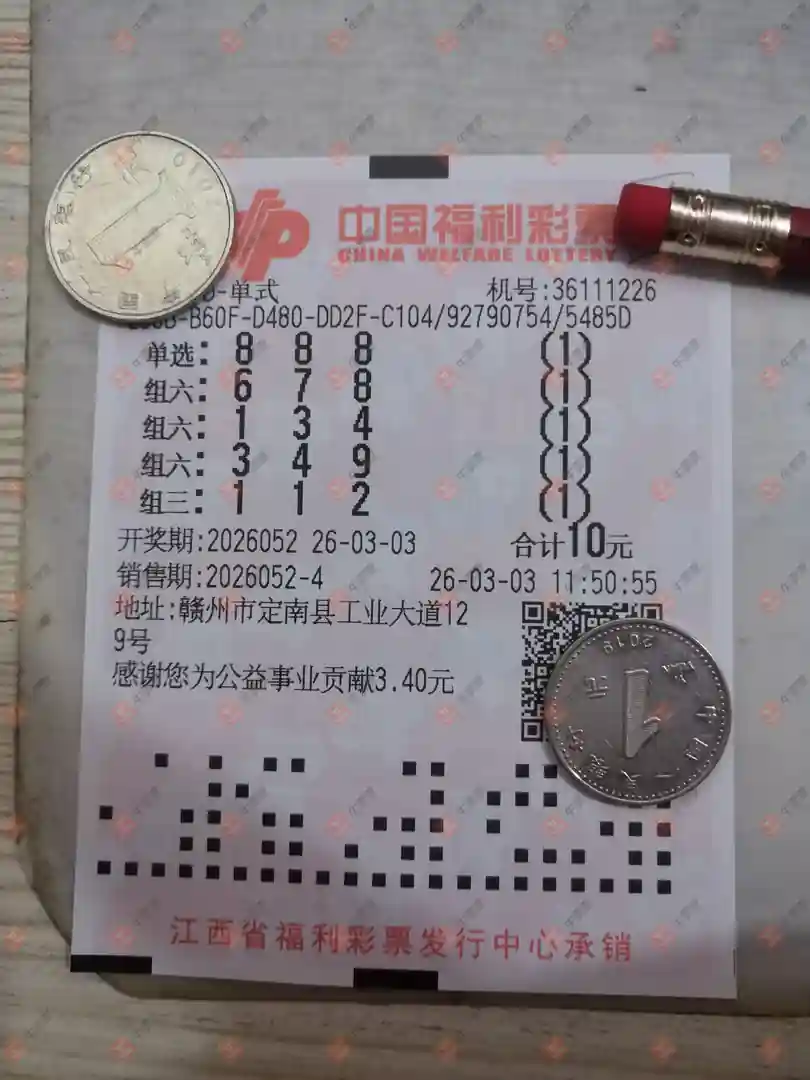 中国福利彩票
CHINA WELFARE LOTTERY
D-单式 机号:36111226
B60F-D480-DD2F-C104/92790754/5485D
单选: 8 8 8 (1)
组六: 6 7 8 (1)
组六: 1 3 4 (1)
组六: 3 4 9 (1)
组三: 1 1 2 (1)
开奖期:2026052 26-03-03 合计10元
销售期:2026052-4 26-03-03 11:50:55
地址:赣州市定南县工业大道12
9号
感谢您为公益事业贡献3.40元
江西省福利彩票发行中心承销
2010
1
2019
1
元